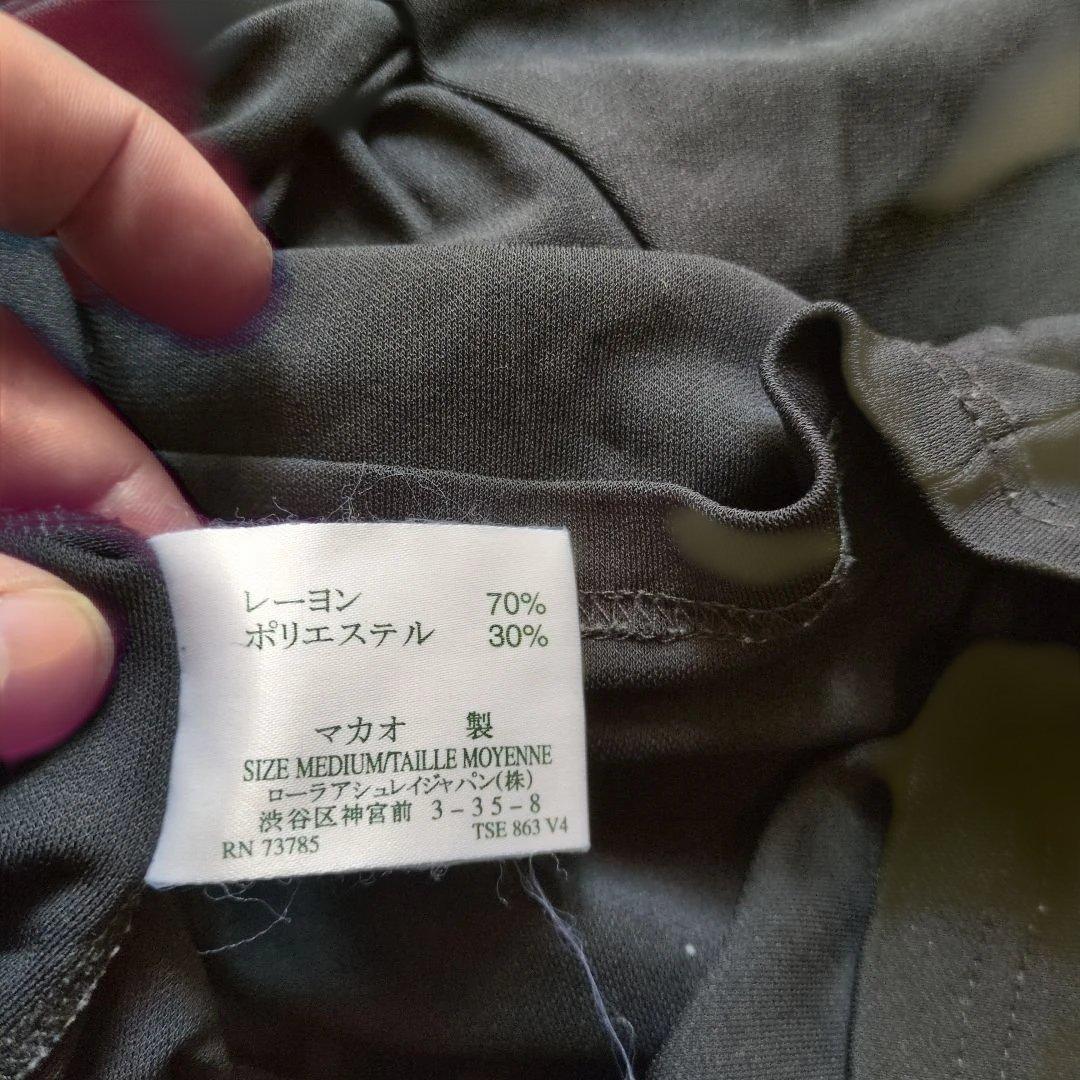 レーヨン 70%
ポリエステル 30%
マカオ 製
SIZE MEDIUM/TAILLE MOYENNE
ローラアシュレイジャパン(株)
渋谷区神宮前 3-35-8
TSE 863 V4
RN 73785